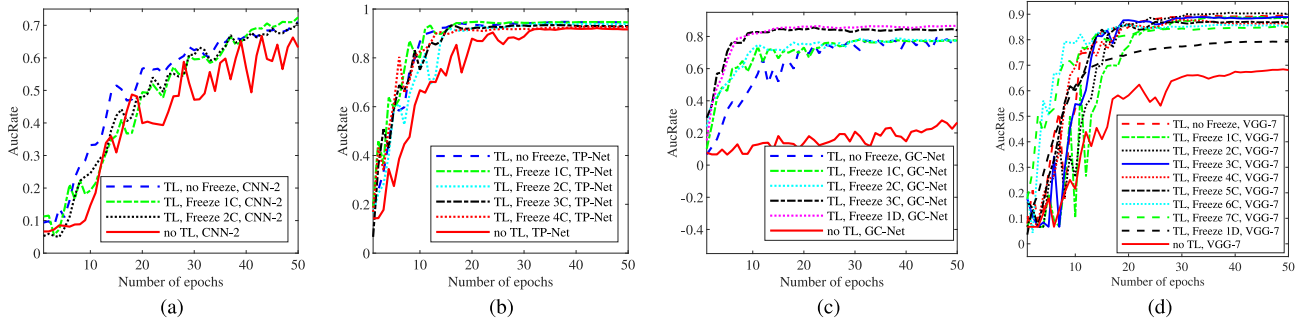 AucRate
0.7
0.6
0.5
0.4
0.3
0.2
0.1
0
10
20
30
40
50
Number of epochs
TL, no Freeze, CNN-2
TL, Freeze 1C, CNN-2
TL, Freeze 2C, CNN-2
no TL, CNN-2
(a)
AucRate
1
0.8
0.6
0.4
0.2
0
10
20
30
40
50
Number of epochs
TL, no Freeze, TP-Net
TL, Freeze 1C, TP-Net
TL, Freeze 2C, TP-Net
TL, Freeze 3C, TP-Net
TL, Freeze 4C, TP-Net
no TL, TP-Net
(b)
AucRate
0.8
0.6
0.4
0.2
0
-0.2
-0.4
10
20
30
40
50
Number of epochs
TL, no Freeze, GC-Net
TL, Freeze 1C, GC-Net
TL, Freeze 2C, GC-Net
TL, Freeze 3C, GC-Net
TL, Freeze 1D, GC-Net
no TL, GC-Net
(c)
AucRate
0.9
0.8
0.7
0.6
0.5
0.4
0.3
0.2
0.1
0
10
20
30
40
50
Number of epochs
TL, no Freeze, VGG-7
TL, Freeze 1C, VGG-7
TL, Freeze 2C, VGG-7
TL, Freeze 3C, VGG-7
TL, Freeze 4C, VGG-7
TL, Freeze 5C, VGG-7
TL, Freeze 6C, VGG-7
TL, Freeze 7C, VGG-7
TL, Freeze 1D, VGG-7
no TL, VGG-7
(d)